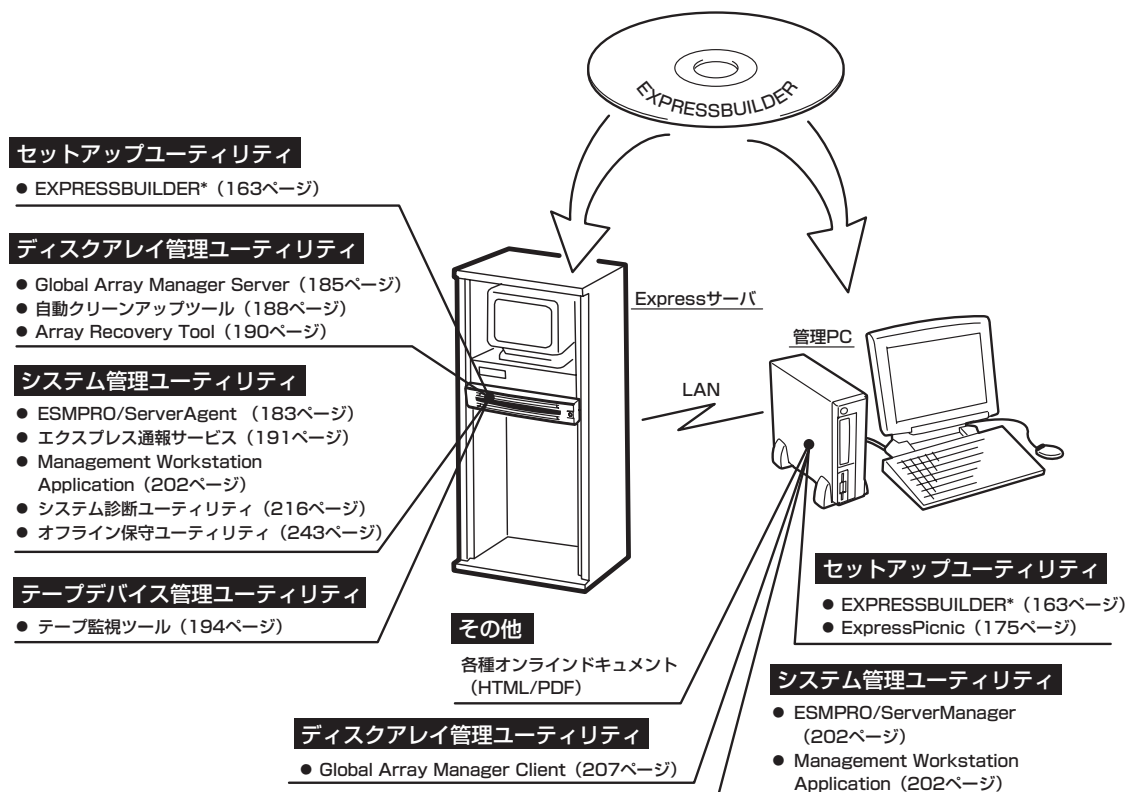 EXPRESSBUILDER
セットアップユーティリティ
● EXPRESSBUILDER*（163ページ）
ディスクアレイ管理ユーティリティ
● Global Array Manager Server（185ページ）
● 自動クリーンアップツール（188ページ）
● Array Recovery Tool（190ページ）
システム管理ユーティリティ
● ESMPRO/ServerAgent （183ページ）
● エクスプレス通報サービス（191ページ）
● Management Workstation
Application（202ページ）
● システム診断ユーティリティ（216ページ）
● オフライン保守ユーティリティ（243ページ）
テープデバイス管理ユーティリティ
● テープ監視ツール（194ページ）
Expressサーバ
LAN
管理PC
その他
各種オンラインドキュメント
（HTML/PDF）
ディスクアレイ管理ユーティリティ
● Global Array Manager Client（207ページ）
セットアップユーティリティ
● EXPRESSBUILDER*（163ページ）
● ExpressPicnic（175ページ）
システム管理ユーティリティ
● ESMPRO/ServerManager
（202ページ）
● Management Workstation
Application（202ページ）